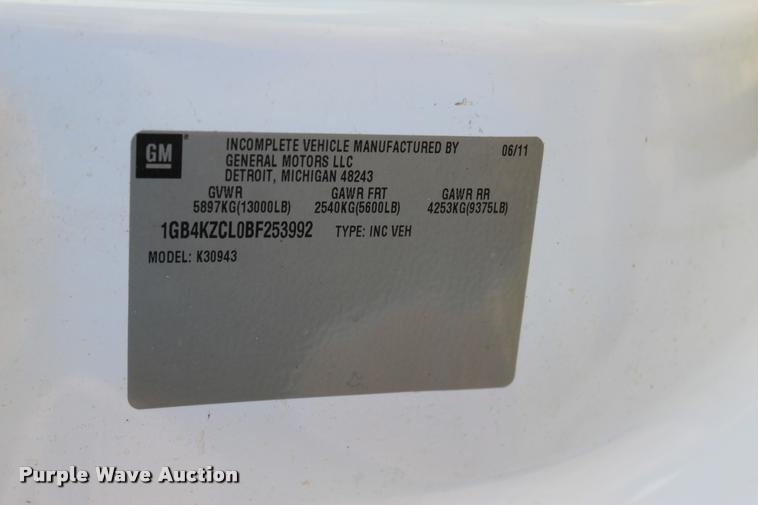 GM
INCOMPLETE VEHICLE MANUFACTURED BY 06/11
GENERAL MOTORS LLC
DETROIT, MICHIGAN 48243
GVWR GAWR FRT GAWR RR
5897KG(13000LB) 2540KG(5600LB) 4253KG(9375LB)
1GB4KZCL0BF253992 TYPE: INC VEH
MODEL: K30943
Purple Wave Auction